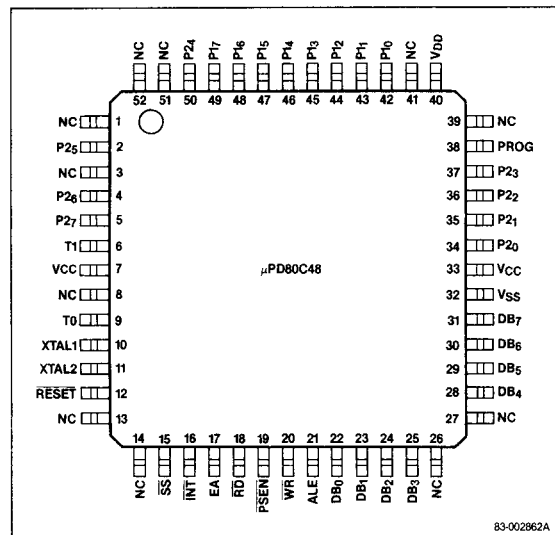 NC NC P24 P17 P16 P15 P14 P13 P12 P11 P10 NC VDD
52 51 50 49 48 47 46 45 44 43 42 41 40
NC 1 39 NC
P25 2 38 PROG
NC 3 37 P23
P26 4 36 P22
P27 5 35 P21
T1 6 34 P20
VCC 7 μPD80C48 33 VCC
NC 8 32 VSS
T0 9 31 DB7
XTAL1 10 30 DB6
XTAL2 11 29 DB5
RESET 12 28 DB4
NC 13 27 NC
14 15 16 17 18 19 20 21 22 23 24 25 26
NC SS INT EA RD PSEN WR ALE DB0 DB1 DB2 DB3 NC
83-002862A